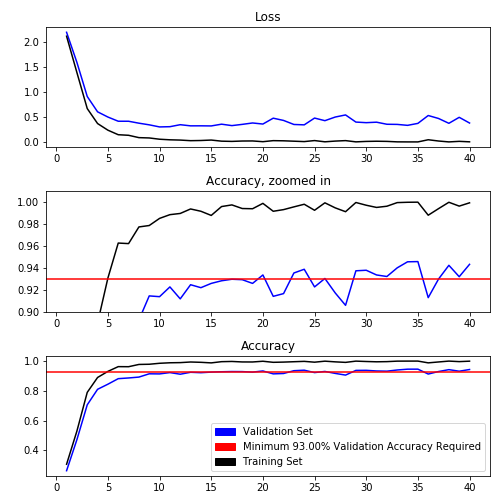 Loss
2.0
1.5
1.0
0.5
0.0
0 5 10 15 20 25 30 35 40
Accuracy, zoomed in
1.00
0.98
0.96
0.94
0.92
0.90
0 5 10 15 20 25 30 35 40
Accuracy
1.0
0.8
0.6
0.4
Validation Set
Minimum 93.00% Validation Accuracy Required
Training Set
0 5 10 15 20 25 30 35 40